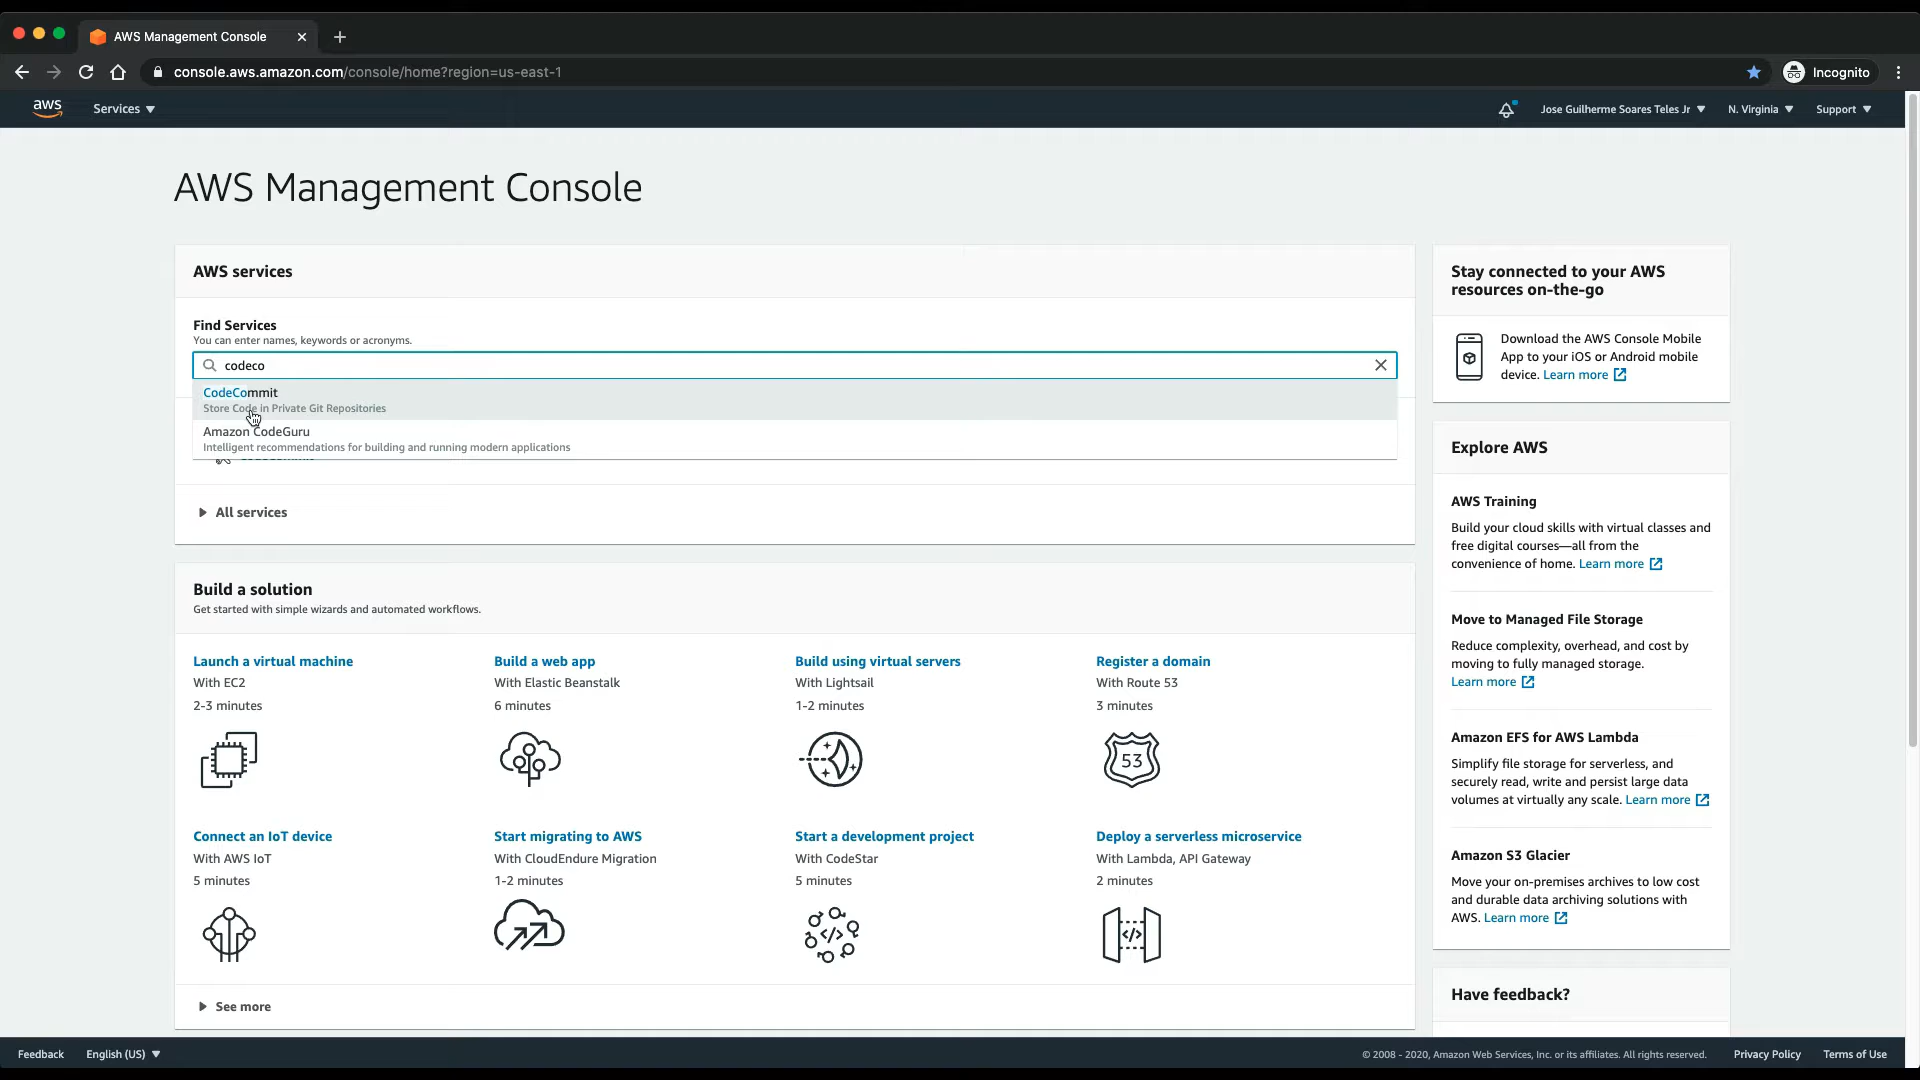 AWS Management Console
console.aws.amazon.com/console/home?region=us-east-1
Incognito
aws
Services
Jose Guilherme Soares Teles Jr
N. Virginia
Support
AWS Management Console
AWS services
Find Services
You can enter names, keywords or acronyms.
codeco
CodeCommit
Store Code in Private Git Repositories
Amazon CodeGuru
Intelligent recommendations for building and running modern applications
All services
Build a solution
Get started with simple wizards and automated workflows.
Launch a virtual machine
With EC2
2-3 minutes
Build a web app
With Elastic Beanstalk
6 minutes
Build using virtual servers
With Lightsail
1-2 minutes
Register a domain
With Route 53
3 minutes
53
Connect an IoT device
With AWS IoT
5 minutes
Start migrating to AWS
With CloudEndure Migration
1-2 minutes
Start a development project
With CodeStar
5 minutes
</>
Deploy a serverless microservice
With Lambda, API Gateway
2 minutes
</>
See more
Stay connected to your AWS
resources on-the-go
Download the AWS Console Mobile
App to your iOS or Android mobile
device. Learn more
Explore AWS
AWS Training
Build your cloud skills with virtual classes and
free digital courses—all from the
convenience of home. Learn more
Move to Managed File Storage
Reduce complexity, overhead, and cost by
moving to fully managed storage.
Learn more
Amazon EFS for AWS Lambda
Simplify file storage for serverless, and
securely read, write and persist large data
volumes at virtually any scale. Learn more
Amazon S3 Glacier
Move your on-premises archives to low cost
and durable data archiving solutions with
AWS. Learn more
Have feedback?
Feedback
English (US)
© 2008 - 2020, Amazon Web Services, Inc. or its affiliates. All rights reserved.
Privacy Policy
Terms of Use